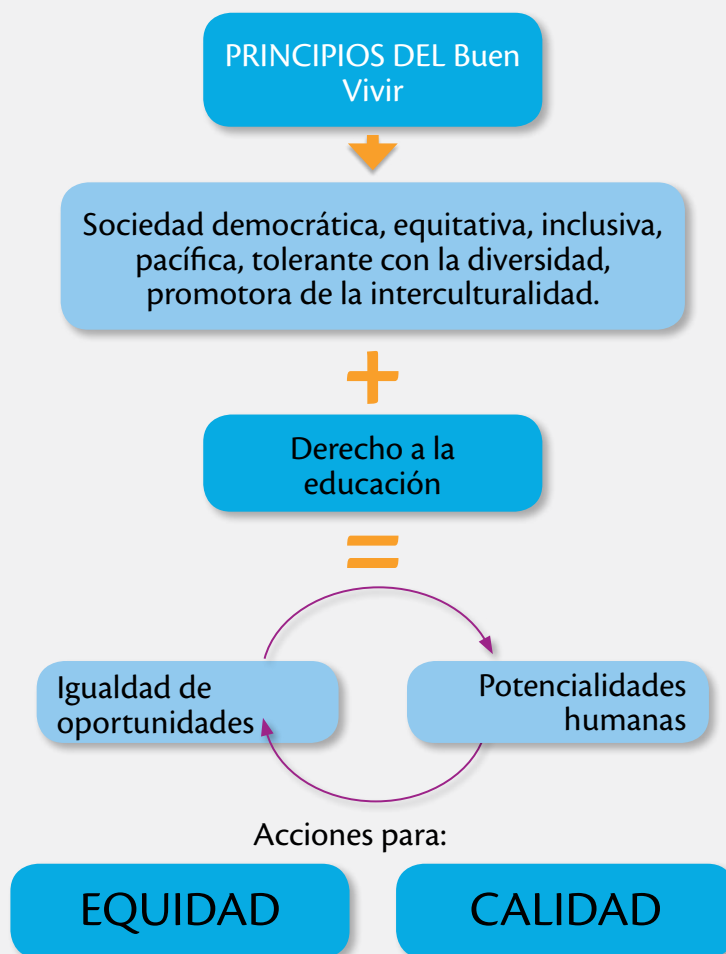 PRINCIPIOS DEL Buen
Vivir
Sociedad democrática, equitativa, inclusiva,
pacífica, tolerante con la diversidad,
promotora de la interculturalidad.
+
Derecho a la
educación
=
Igualdad de
oportunidades
Potencialidades
humanas
Acciones para:
EQUIDAD
CALIDAD